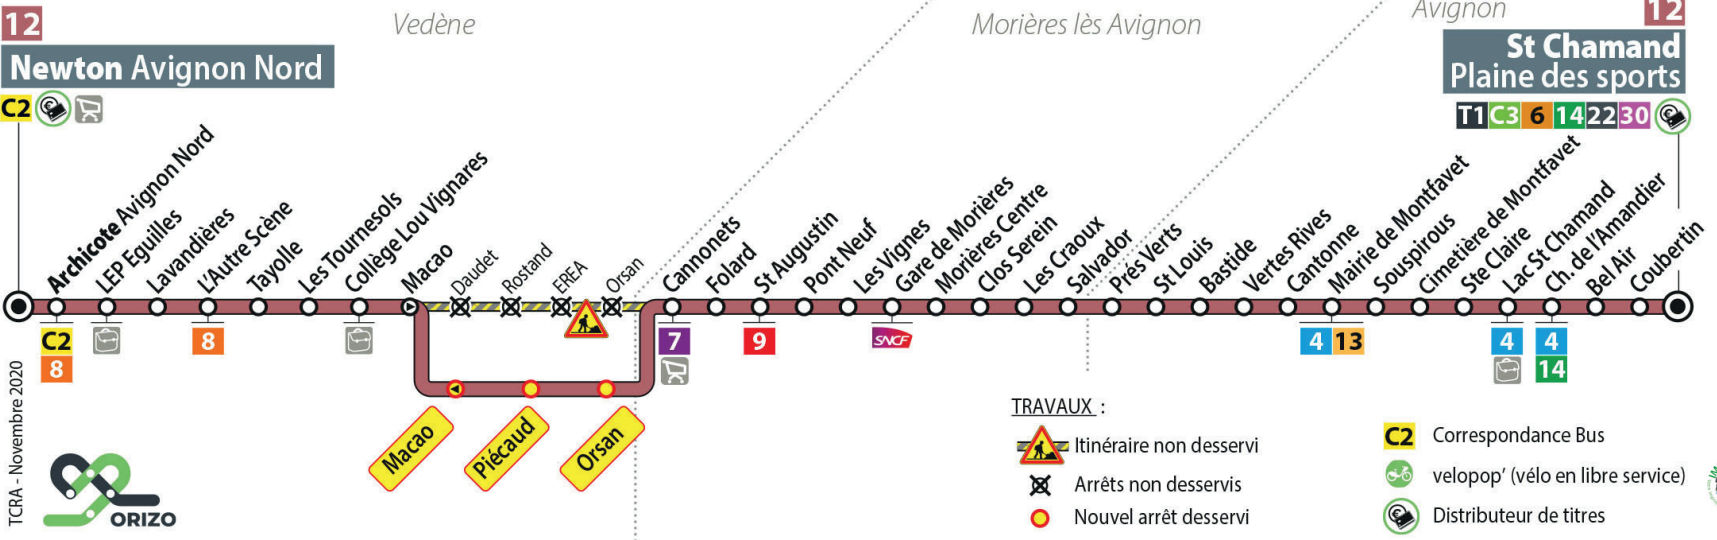 12
Vedène
Morières lès Avignon
Avignon
12
Newton Avignon Nord
St Chamand
Plaine des sports
C2
T1 C3 6 14 22 30
Archicote Avignon Nord
LEP Eguilles
Lavandières
L'Autre Scène
Tayolle
Les Tournesols
Collège Lou Vignares
Macao
Daudet
Rostand
EREA
Orsan
Cannonets
Folard
St Augustin
Pont Neuf
Les Vignes
Gare de Morières
Morières Centre
Clos Serein
Les Craoux
Salvador
Prés Verts
St Louis
Bastide
Vertes Rives
Cantonne
Mairie de Montfavet
Souspirous
Cimetière de Montfavet
Ste Claire
Lac St Chamand
Ch. de l'Amandier
Bel Air
Coubertin
C2
8
8
7
9
SNCF
4 13
4
4
14
Macao
Piécaud
Orsan
TRAVAUX :
Itinéraire non desservi
Arrêts non desservis
Nouvel arrêt desservi
C2 Correspondance Bus
velopop' (vélo en libre service)
Distributeur de titres
TCRA - Novembre 2020
ORIZO